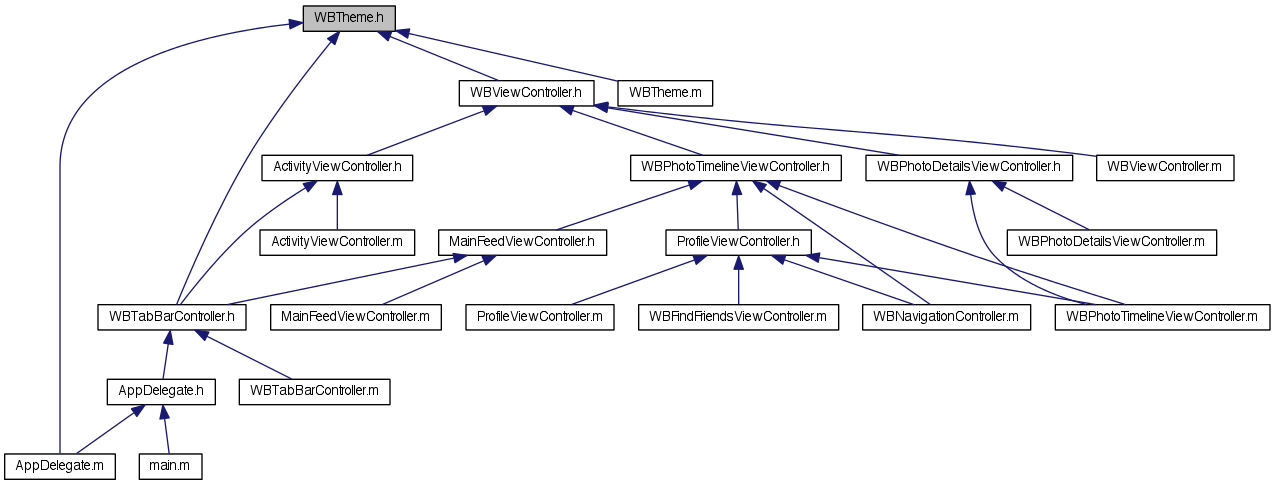 WBTheme.h
WBViewController.h
WBTheme.m
ActivityViewController.h
WBPhotoTimelineViewController.h
WBPhotoDetailsViewController.h
WBViewController.m
ActivityViewController.m
MainFeedViewController.h
ProfileViewController.h
WBPhotoDetailsViewController.m
WBTabBarController.h
MainFeedViewController.m
ProfileViewController.m
WBFindFriendsViewController.m
WBNavigationController.m
WBPhotoTimelineViewController.m
AppDelegate.h
WBTabBarController.m
AppDelegate.m
main.m